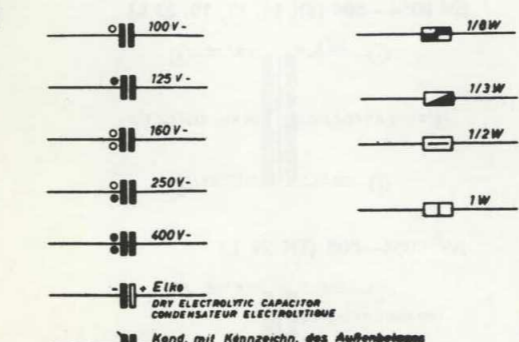 100V-
1/8W
125V-
1/3W
160V-
1/2W
250V-
1W
400V-
- + Elko
DRY ELECTROLYTIC CAPACITOR
CONDENSATEUR ELECTROLYTIQUE
Kond. mit Kennzeichn. des Außenbelages